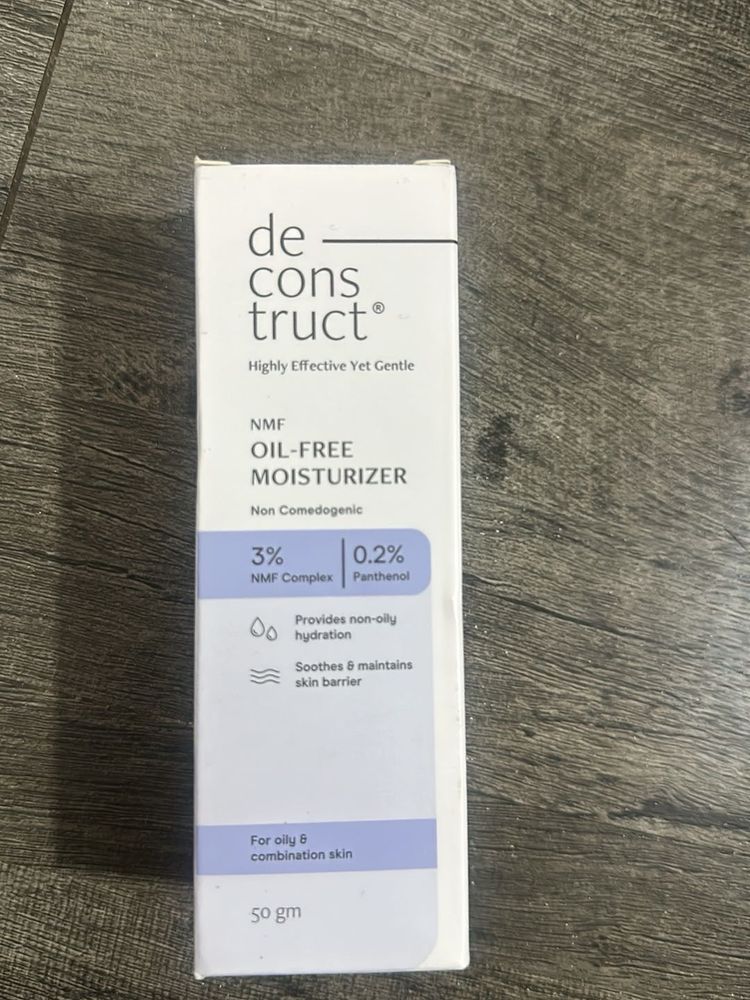 de
cons
truct®
Highly Effective Yet Gentle
NMF
OIL-FREE
MOISTURIZER
Non Comedogenic
3%
NMF Complex
0.2%
Panthenol
Provides non-oily
hydration
Soothes & maintains
skin barrier
For oily &
combination skin
50 gm